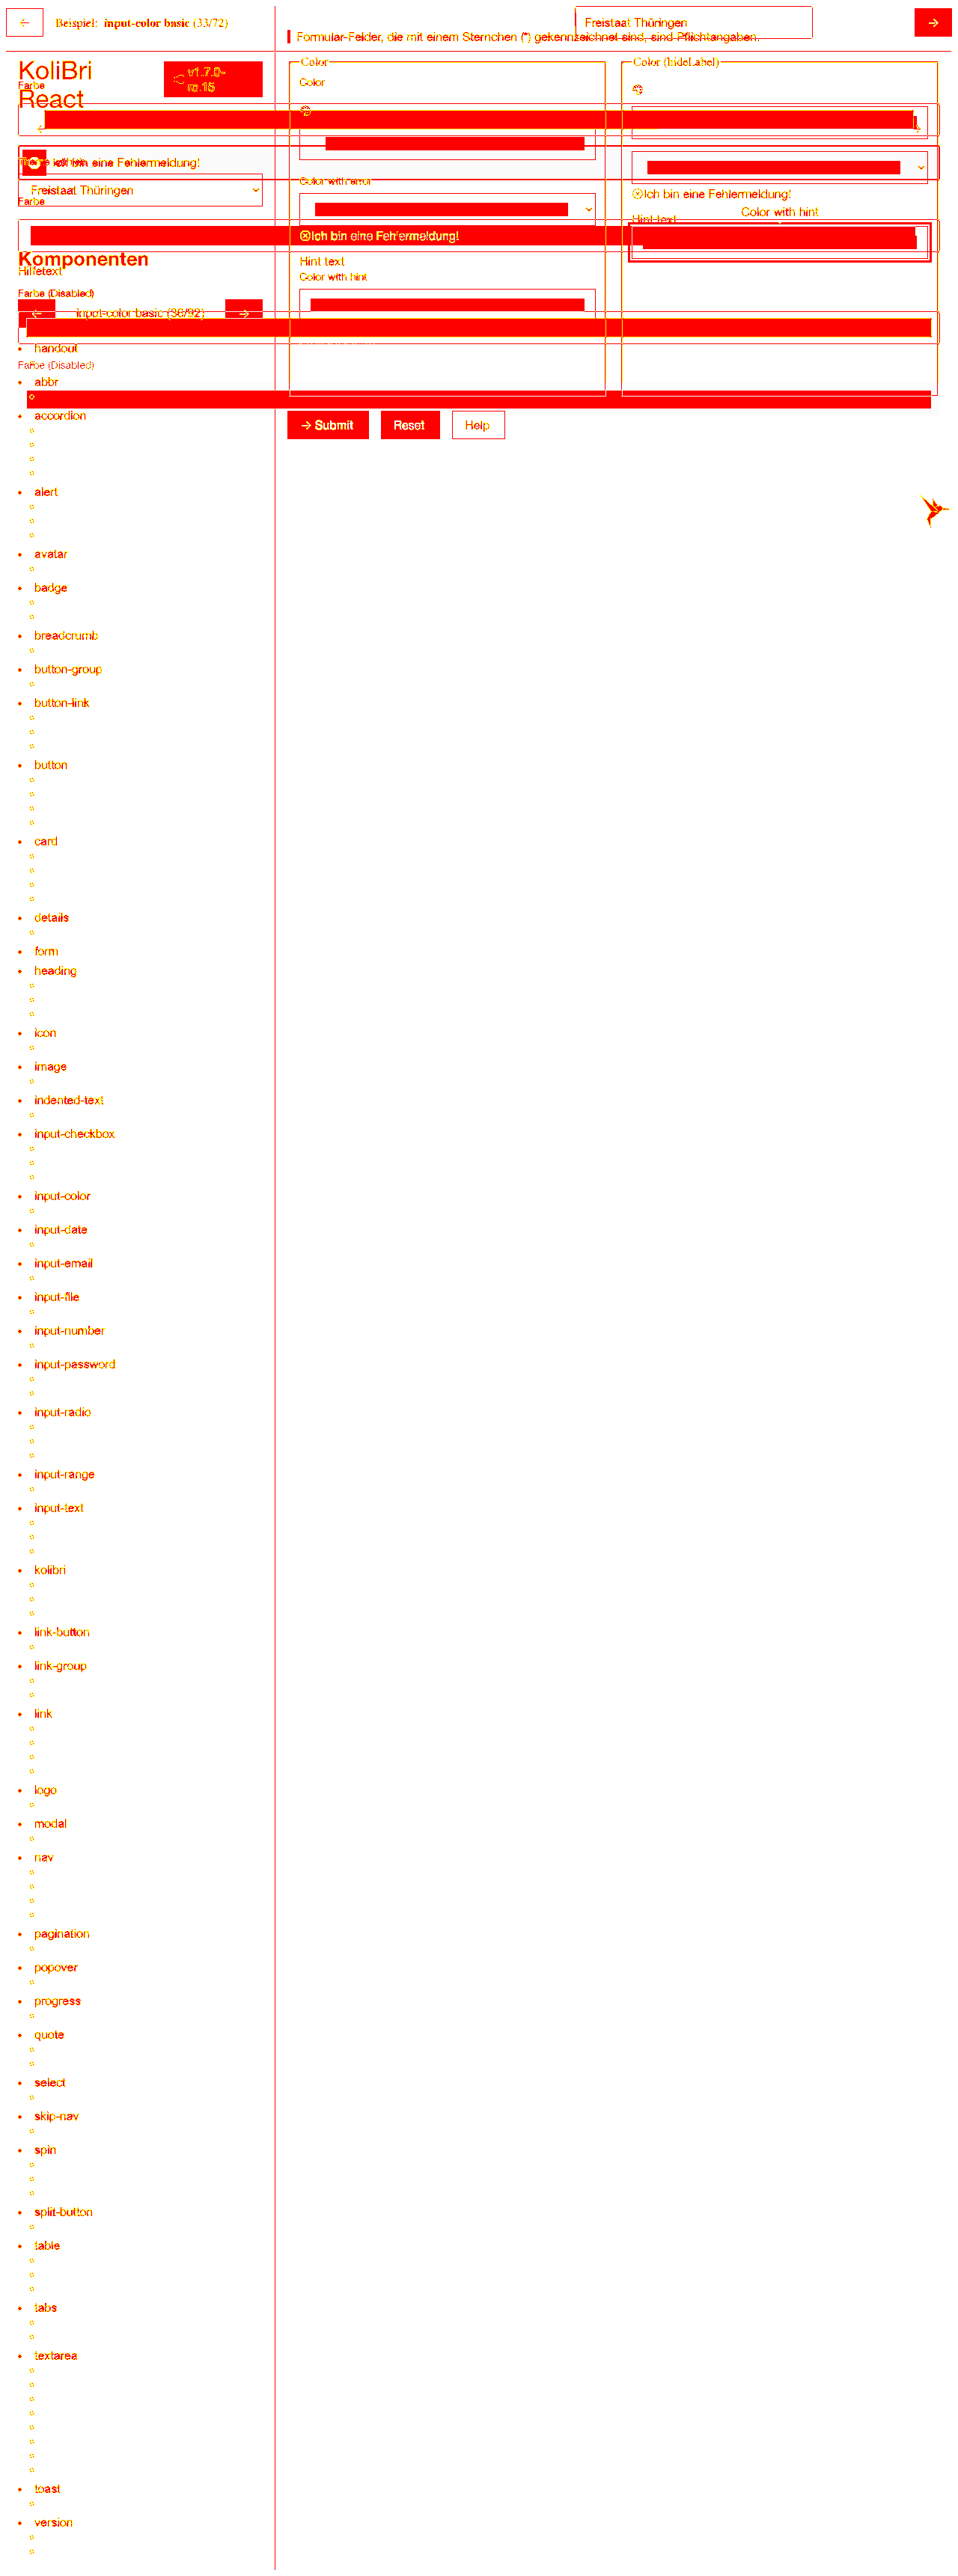 Beispiel: input-color basic (33/72)
Freistaat Thüringen
Formular-Felder, die mit einem Sternchen (*) gekennzeichnet sind, sind Pflichtangaben.
KoliBri
React
Farbe
v1.7.0-
rc.15
Color
Color
Color (hideLabel)
Ich bin eine Fehlermeldung!
Freistaat Thüringen
Farbe
Color with error
Ich bin eine Fehlermeldung!
Ich bin eine Fehlermeldung!
Hint text
Color with hint
Komponenten
Hilfetext
Hint text
Color with hint
Farbe (Disabled)
input-color basic (36/92)
handout
Farbe (Disabled)
abbr
accordion
Submit
Reset
Help
alert
avatar
badge
breadcrumb
button-group
button-link
button
card
details
form
heading
icon
image
indented-text
input-checkbox
input-color
input-date
input-email
input-file
input-number
input-password
input-radio
input-range
input-text
kolibri
link-button
link-group
link
logo
modal
nav
pagination
popover
progress
quote
select
skip-nav
spin
split-button
table
tabs
textarea
toast
version